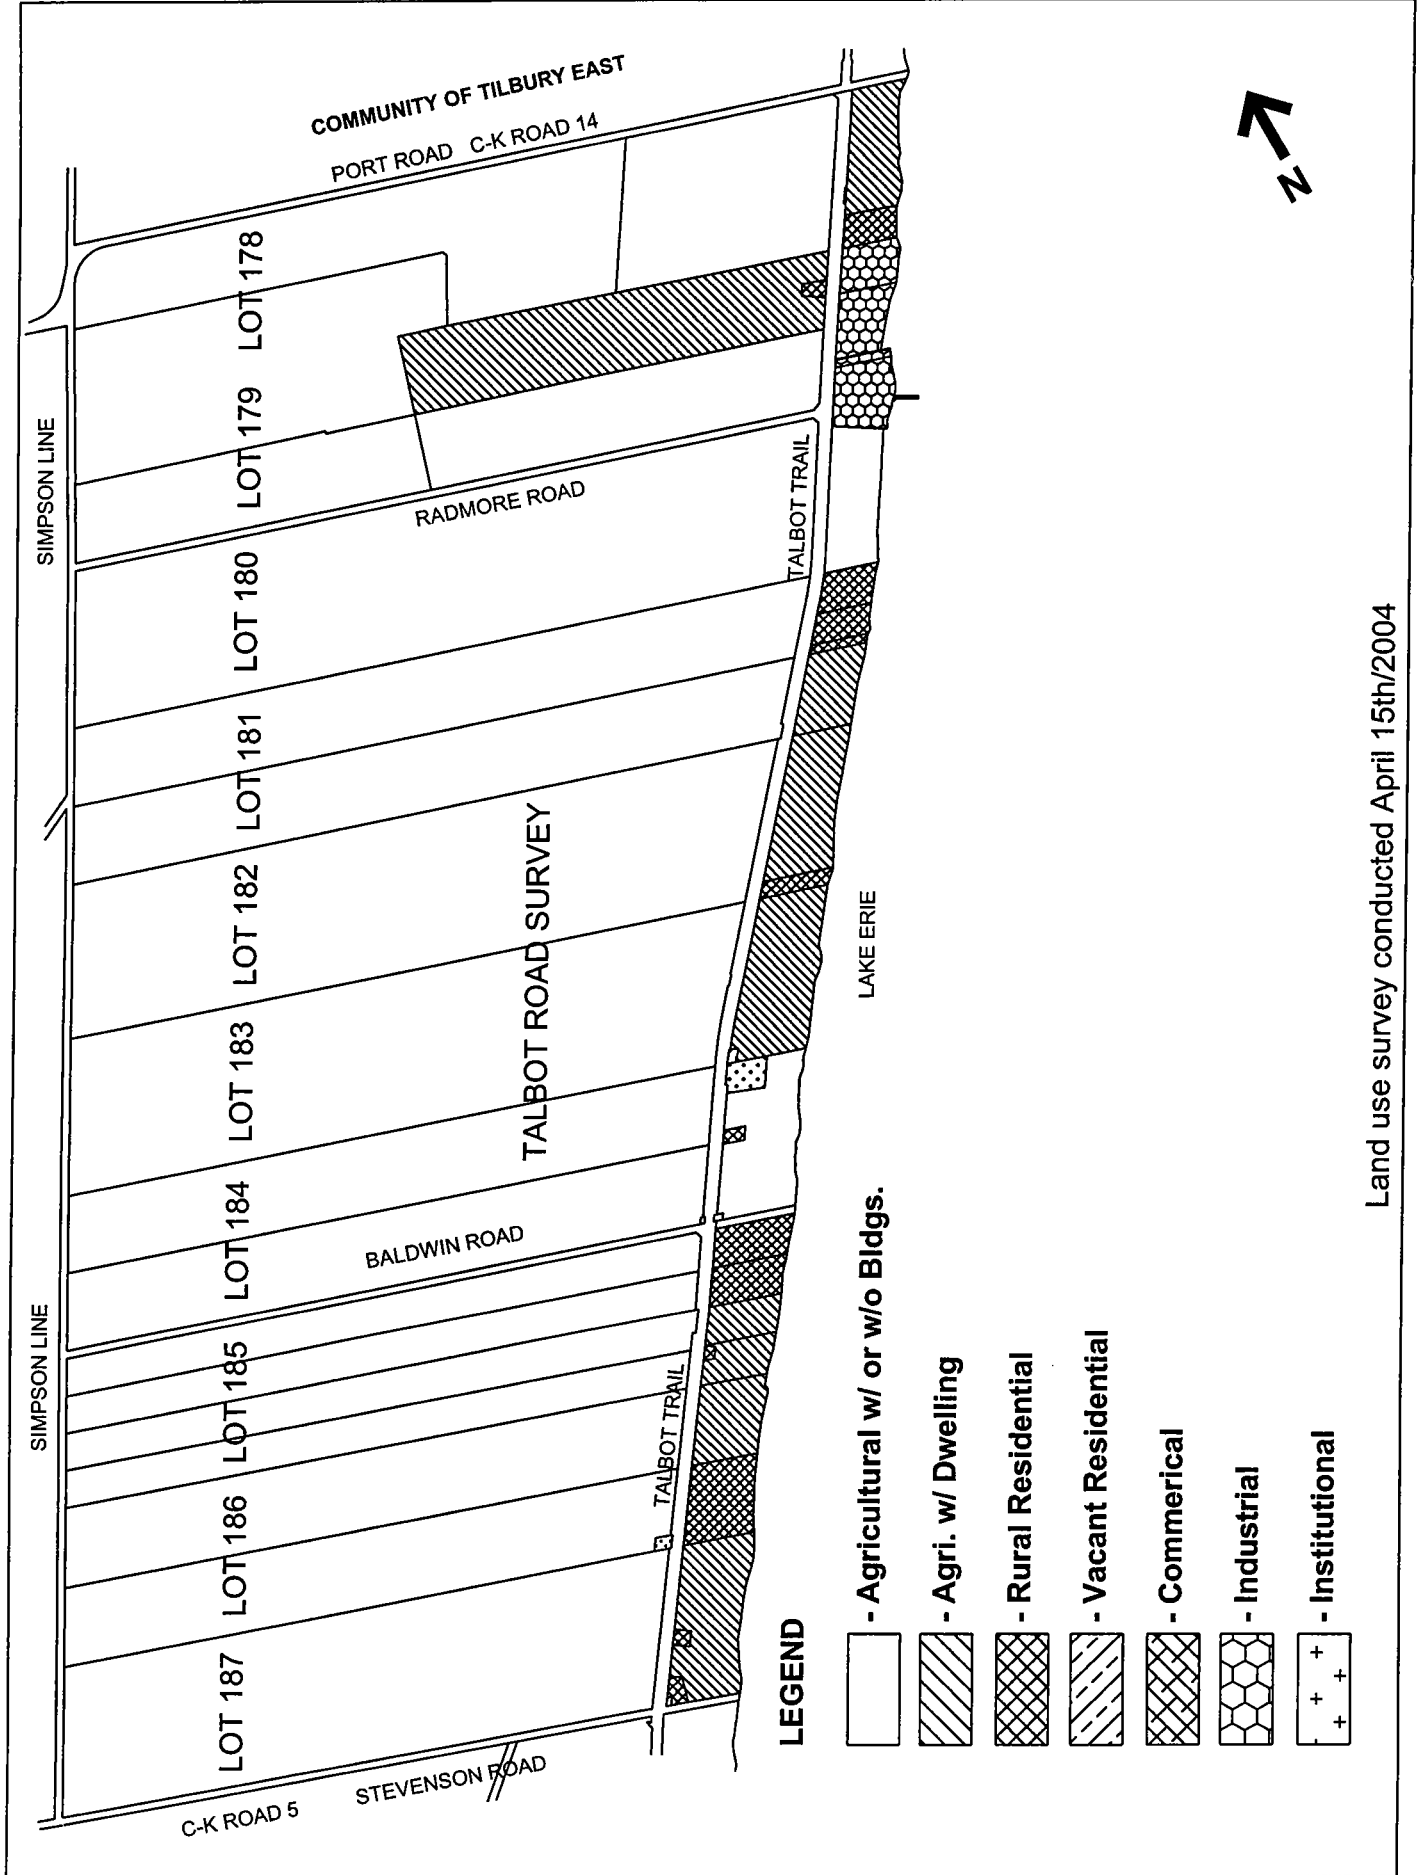 COMMUNITY OF TILBURY EAST
PORT ROAD C-K ROAD 14
N
SIMPSON LINE
LOT 178
LOT 179
RADMORE ROAD
TALBOT TRAIL
LOT 180
LOT 181
LOT 182
LOT 183
LOT 184
TALBOT ROAD SURVEY
LAKE ERIE
BALDWIN ROAD
SIMPSON LINE
LOT 185
LOT 186
LOT 187
TALBOT TRAIL
C-K ROAD 5
STEVENSON ROAD
LEGEND
- Agricultural w/ or w/o Bldgs.
- Agri. w/ Dwelling
- Rural Residential
- Vacant Residential
- Commerical
- Industrial
- Institutional
Land use survey conducted April 15th/2004